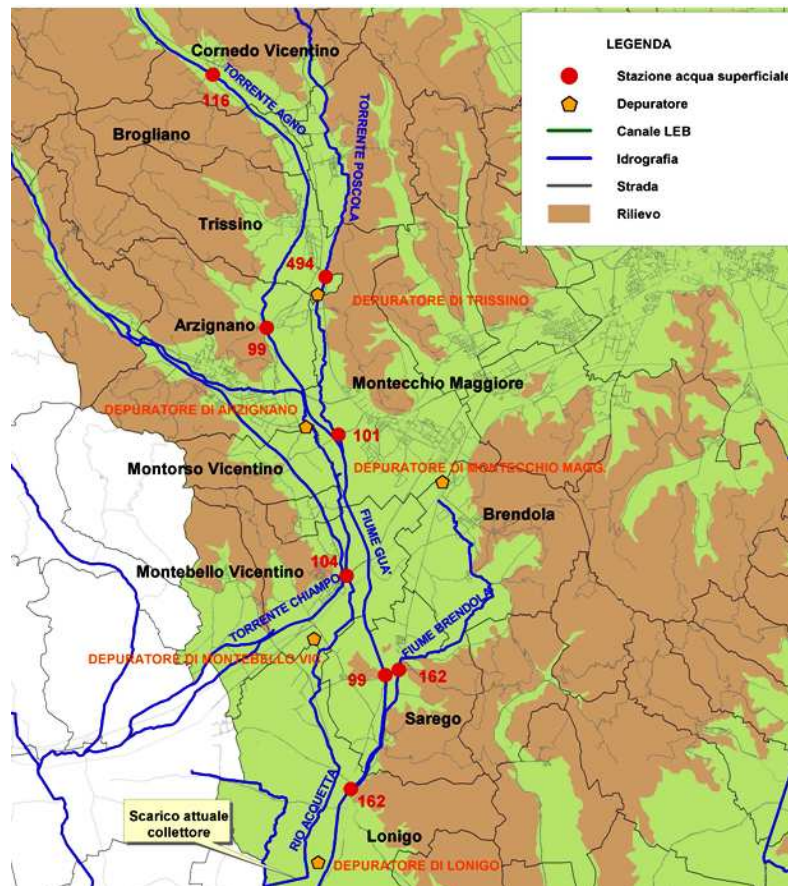 LEGENDA
Stazione acqua superficiale
Depuratore
Canale LEB
Idrografia
Strada
Rilievo
Cornedo Vicentino
116
TORRENTE AGNO
TORRENTE POSCOLA
Brogliano
Trissino
494
DEPURATORE DI TRISSINO
Arzignano
99
Montecchio Maggiore
DEPURATORE DI ARZIGNANO
101
Montorso Vicentino
DEPURATORE DI MONTECCHIO MAGG.
Brendola
FIUME GUA'
104
Montebello Vicentino
TORRENTE CHIAMPO
FIUME BRENDOLA
DEPURATORE DI MONTEBELLO VIC.
99
162
Sarego
162
Scarico attuale
collettore
RIO ACQUETTA
Lonigo
DEPURATORE DI LONIGO